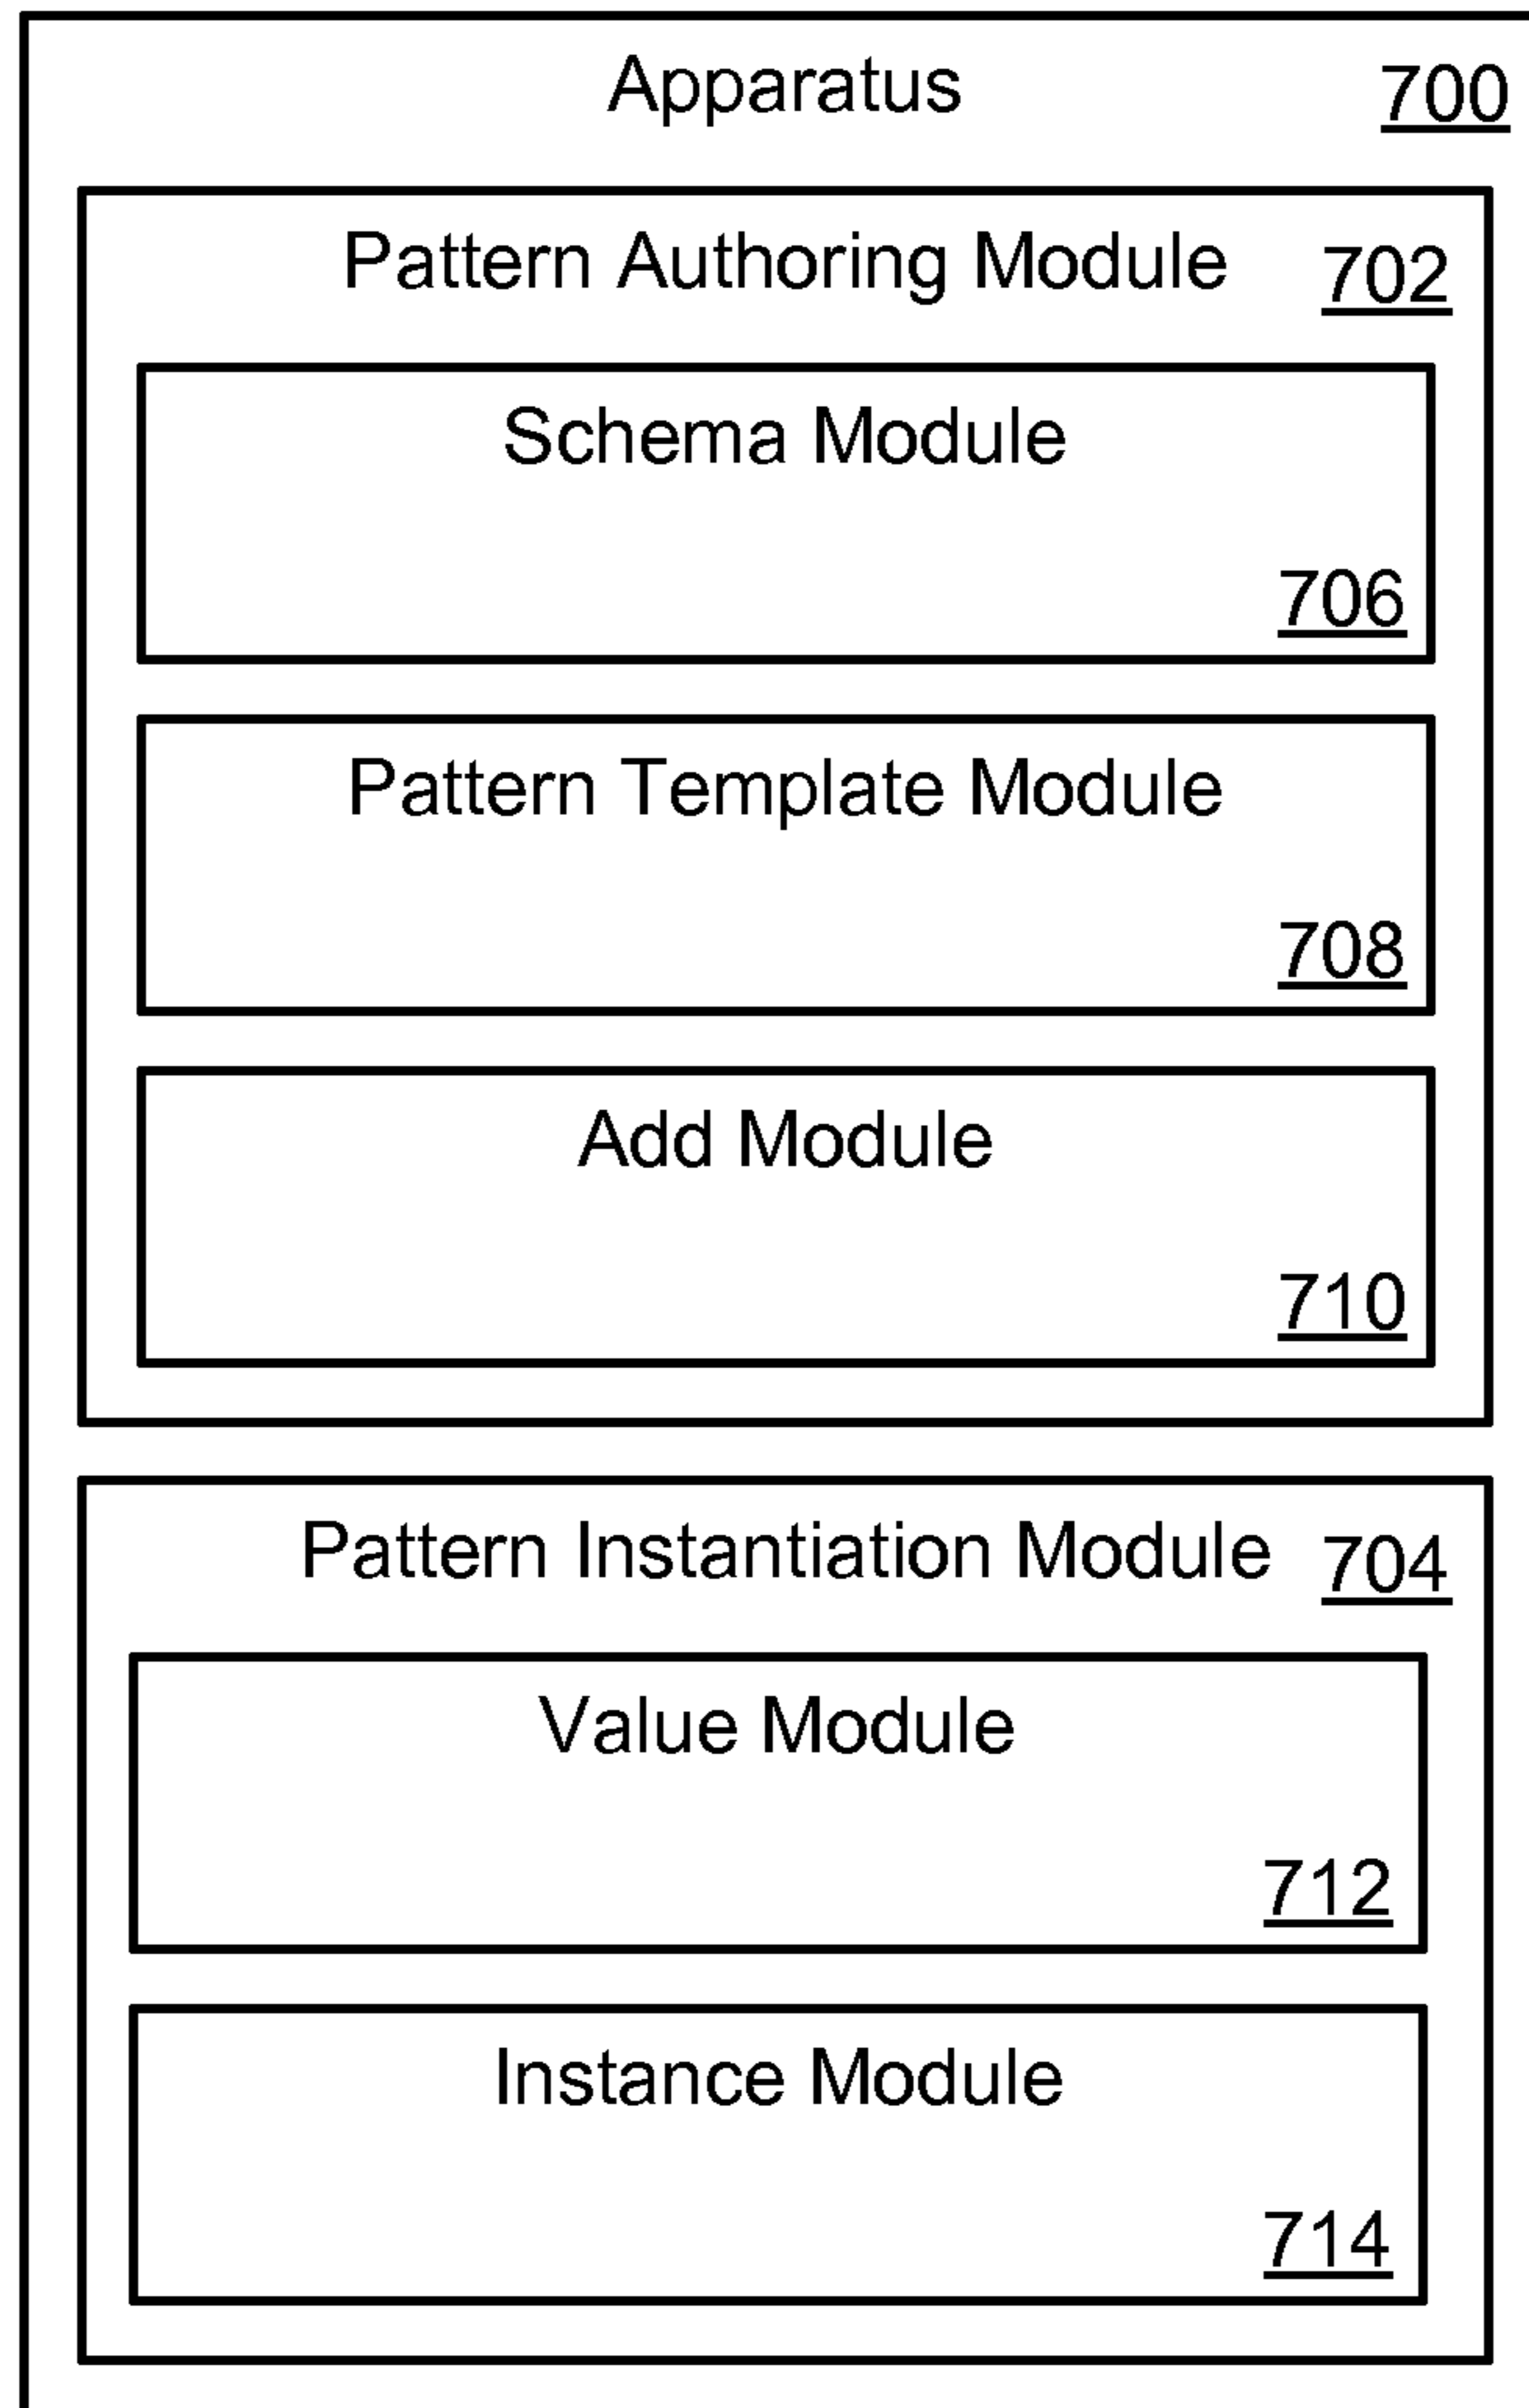 Apparatus 700
Pattern Authoring Module 702
Schema Module
706
Pattern Template Module
708
Add Module
710
Pattern Instantiation Module 704
Value Module
712
Instance Module
714